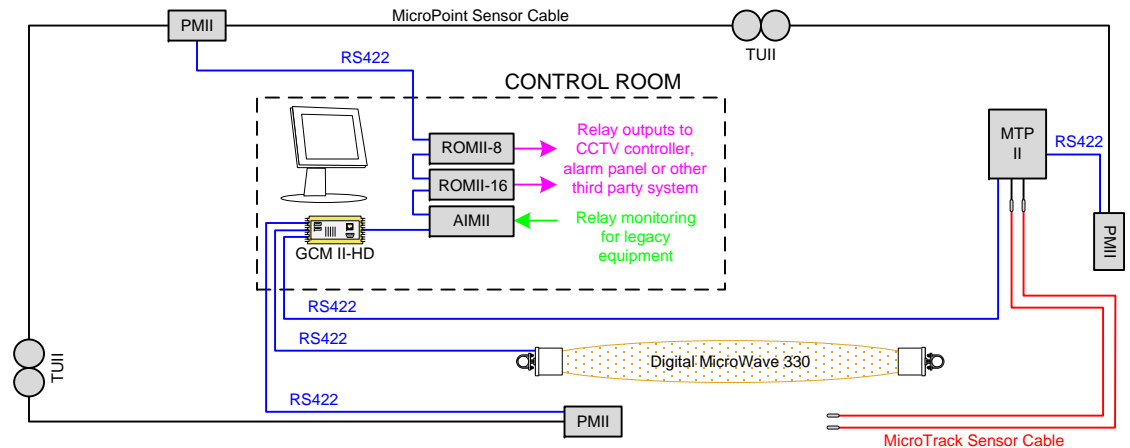 MicroPoint Sensor Cable
PMII
TUII
RS422
CONTROL ROOM
ROMII-8
ROMII-16
AIMII
Relay outputs to
CCTV controller,
alarm panel or other
third party system
Relay monitoring
for legacy
equipment
GCM II-HD
MTP
II
RS422
PMII
RS422
RS422
Digital MicroWave 330
TUII
RS422
PMII
MicroTrack Sensor Cable